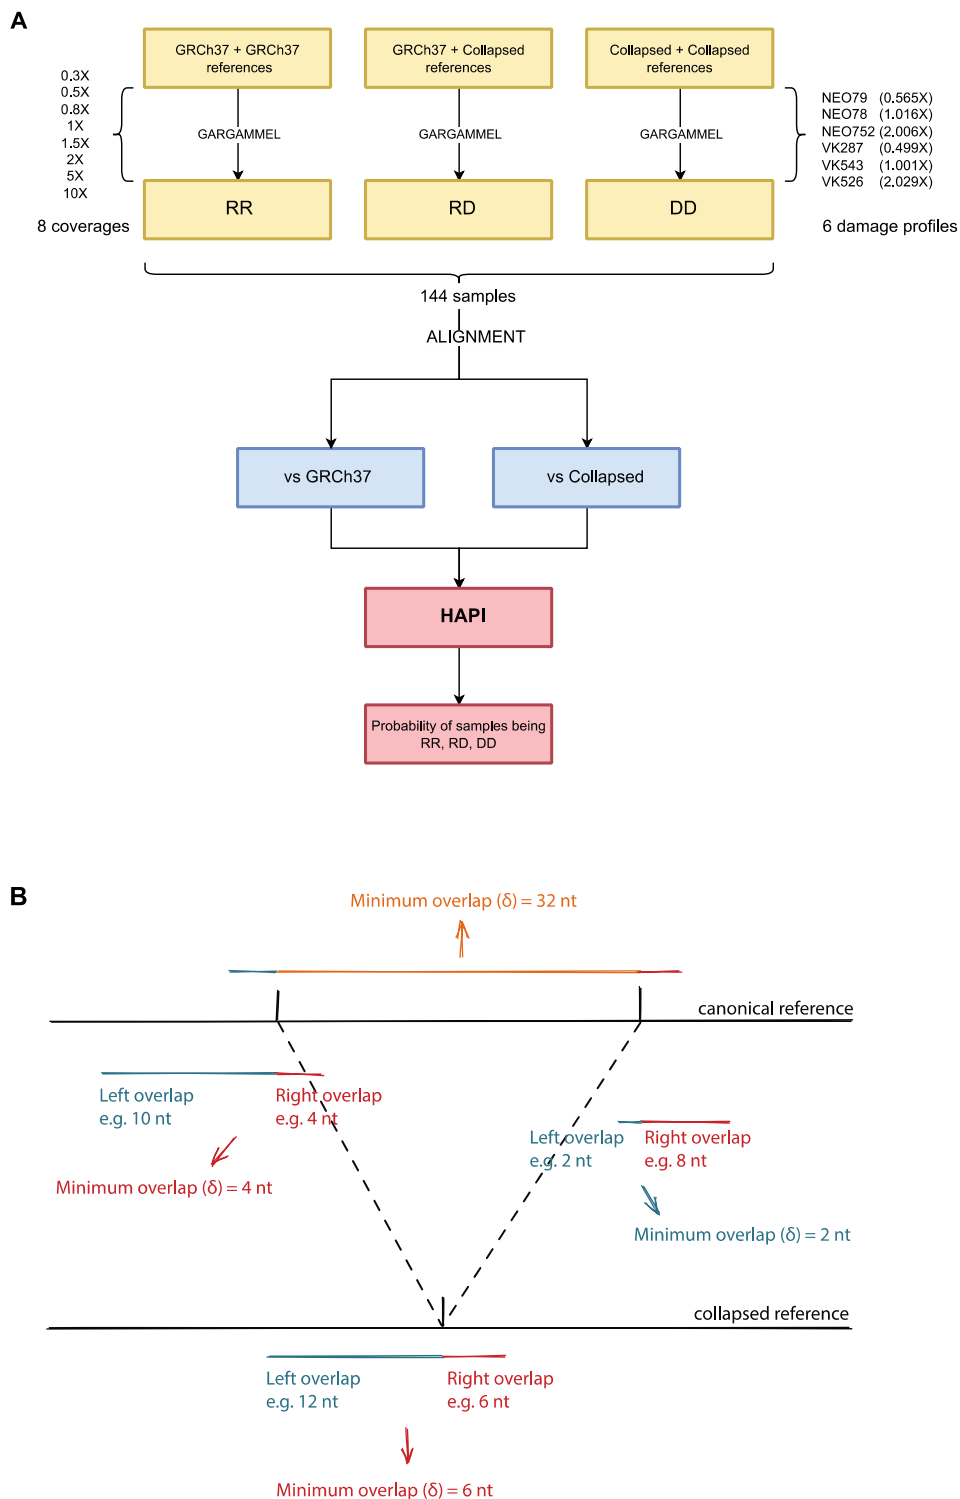 A
GRCh37 + GRCh37
references
GRCh37 + Collapsed
references
Collapsed + Collapsed
references
0.3X
0.5X
0.8X
1X
1.5X
2X
5X
10X
8 coverages
GARGAMMEL
GARGAMMEL
GARGAMMEL
NEO79 (0.565X)
NEO78 (1.016X)
NEO752 (2.006X)
VK287 (0.499X)
VK543 (1.001X)
VK526 (2.029X)
6 damage profiles
RR
RD
DD
144 samples
ALIGNMENT
vs GRCh37
vs Collapsed
HAPI
Probability of samples being
RR, RD, DD
B
Minimum overlap (δ) = 32 nt
canonical reference
Left overlap
e.g. 10 nt
Right overlap
e.g. 4 nt
Minimum overlap (δ) = 4 nt
Left overlap
e.g. 2 nt
Right overlap
e.g. 8 nt
Minimum overlap (δ) = 2 nt
collapsed reference
Left overlap
e.g. 12 nt
Right overlap
e.g. 6 nt
Minimum overlap (δ) = 6 nt